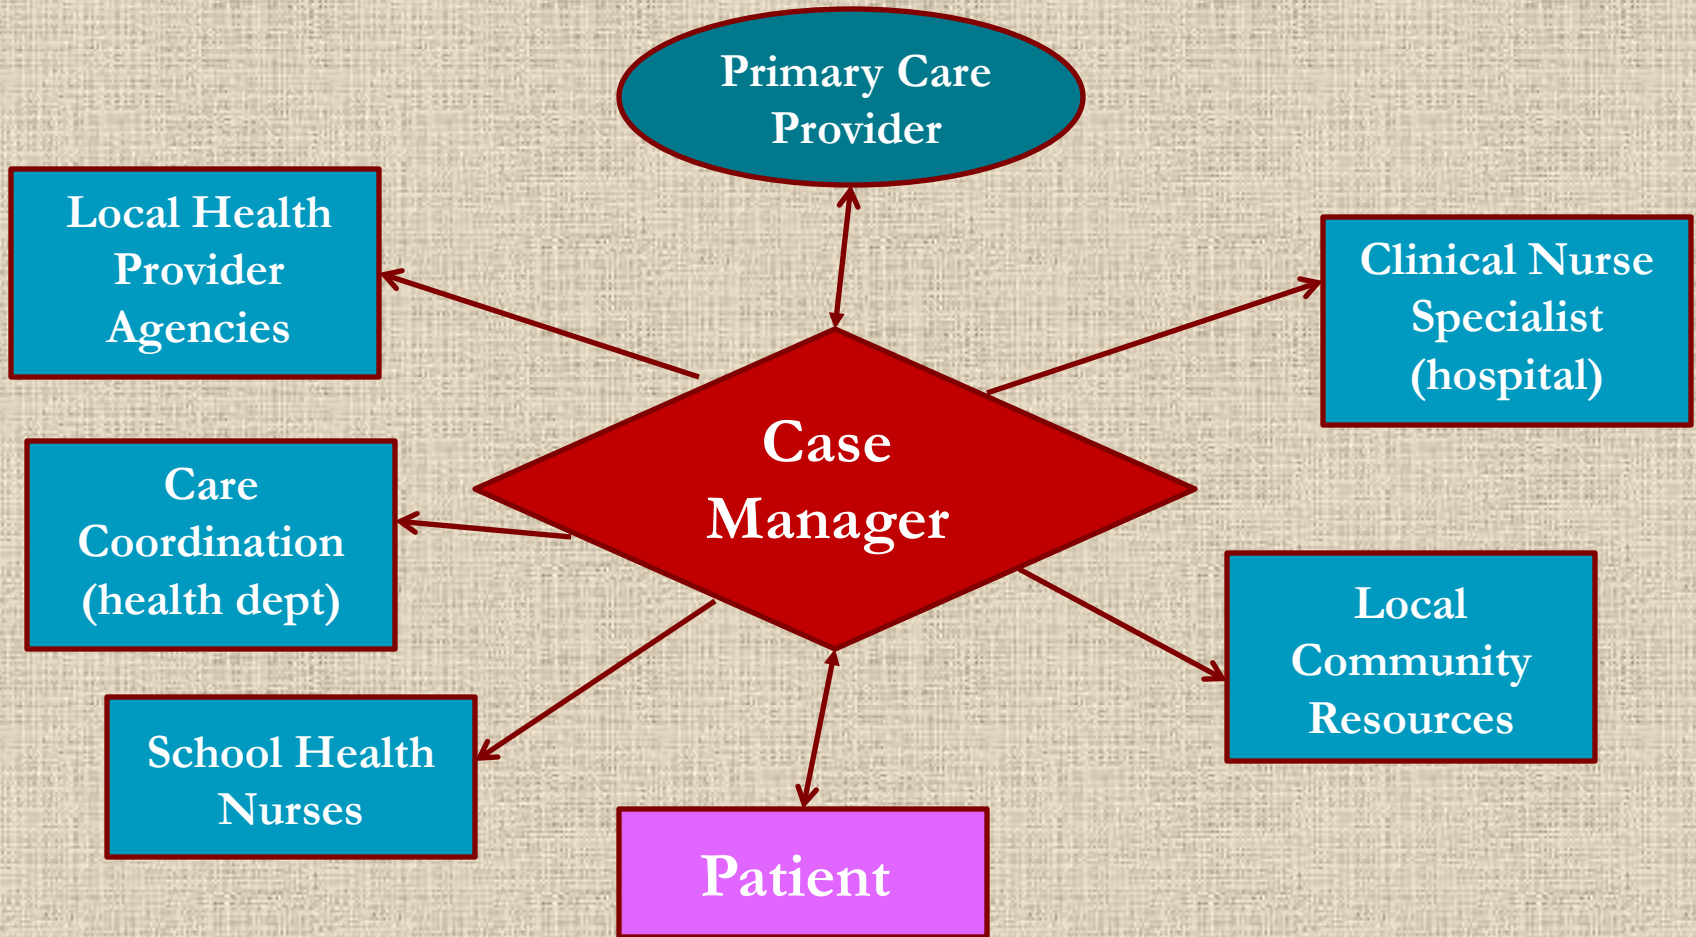 Primary Care
Provider
Local Health
Provider
Agencies
Clinical Nurse
Specialist
(hospital)
Case
Manager
Care
Coordination
(health dept)
Local
Community
Resources
School Health
Nurses
Patient